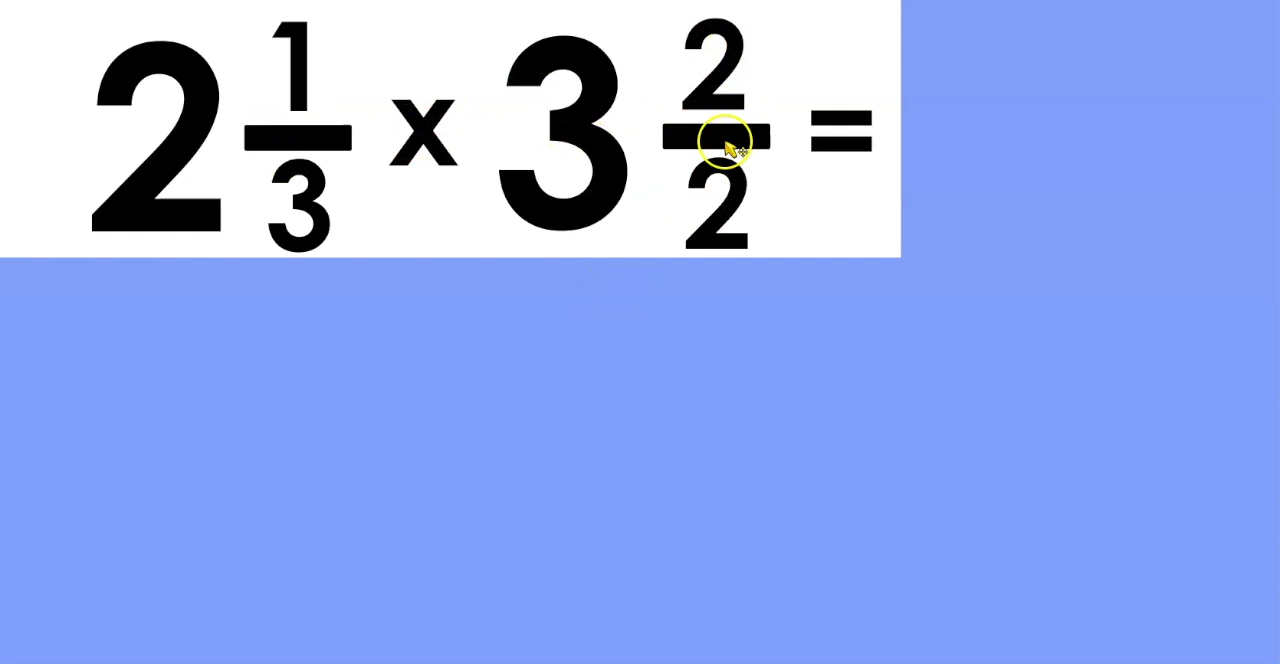 2 1/3 x 3 2/2 =